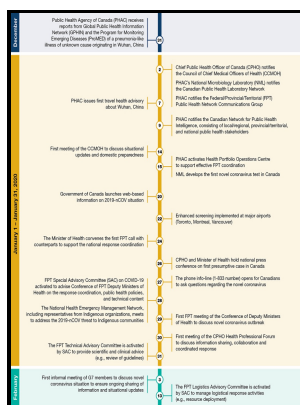 December
Public Health Agency of Canada (PHAC) receives
reports from Global Public Health Information
Network (GPHIN) and the Program for Monitoring
Emerging Diseases (ProMED) of a pneumonia-like
illness of unknown cause originating in Wuhan, China
31
January 1 – January 31, 2020
2
Chief Public Health Officer of Canada (CPHO) notifies
the Council of Chief Medical Officers of Health (CCMOH)
PHAC's National Microbiology Laboratory (NML) notifies
the Canadian Public Health Laboratory Network
PHAC issues first travel health advisory
about Wuhan, China
7
PHAC notifies the Federal/Provincial/Territorial (FPT)
Public Health Network Communications Group
PHAC notifies the Canadian Network for Public Health
Intelligence, consisting of local/regional, provincial/territorial,
and national public health stakeholders
First meeting of the CCMOH to discuss situational
updates and domestic preparedness
14
15
PHAC activates Health Portfolio Operations Centre
to support effective FPT coordination
NML develops the first novel coronavirus test in Canada
Government of Canada launches web-based
information on 2019-nCOV situation
20
22
Enhanced screening implemented at major airports
(Toronto, Montreal, Vancouver)
The Minister of Health convenes the first FPT call with
counterparts to support the national response coordination
24
26
CPHO and Minister of Health hold national press
conference on first presumptive case in Canada
FPT Special Advisory Committee (SAC) on COVID-19
activated to advise Conference of FPT Deputy Ministers
of Health on the response coordination, public health policies,
and technical content
27
The phone info-line (1-833 number) opens for Canadians
to ask questions regarding the novel coronavirus
28
The National Health Emergency Management Network,
including representatives from Indigenous organizations, meets
to address the 2019-nCOV threat to Indigenous communities
29
First FPT Meeting of the Conference of Deputy Ministers
of Health to discuss novel coronavirus outbreak
30
First meeting of the CPHO Health Professional Forum
to discuss information sharing, collaboration and
coordinated response
The FPT Technical Advisory Committee is activated
by SAC to provide scientific and clinical advice
(e.g., review of guidelines)
31
February
First informal meeting of G7 members to discuss novel
coronavirus situation to ensure ongoing sharing of
information and situational updates
3
13
The FPT Logistics Advisory Committee is activated
by SAC to manage logistical response activities
(e.g., resource deployment)